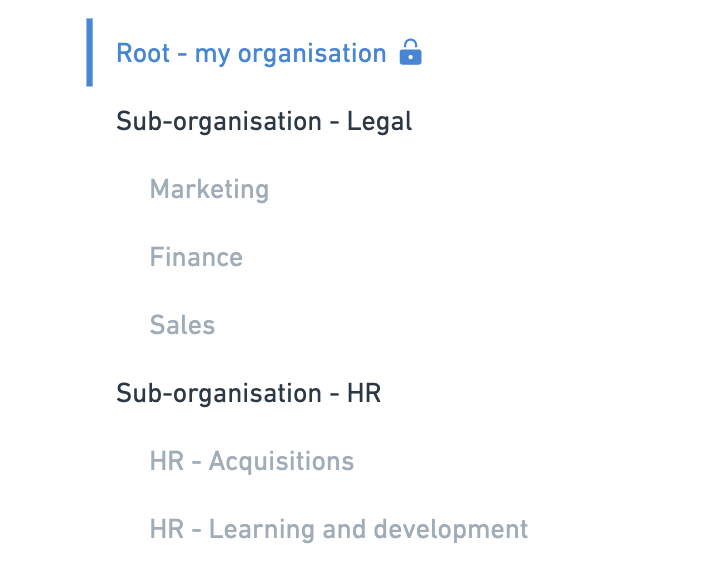 Root - my organisation
Sub-organisation - Legal
Marketing
Finance
Sales
Sub-organisation - HR
HR - Acquisitions
HR - Learning and development